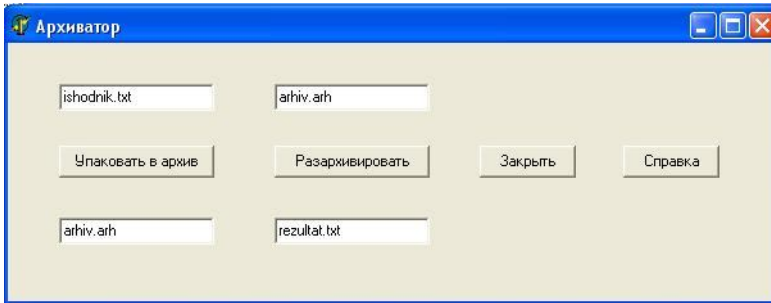 Архиватор
ishodnik.txt
arhiv.arh
Упаковать в архив
Разархивировать
Закрыть
Справка
arhiv.arh
rezultat.txt